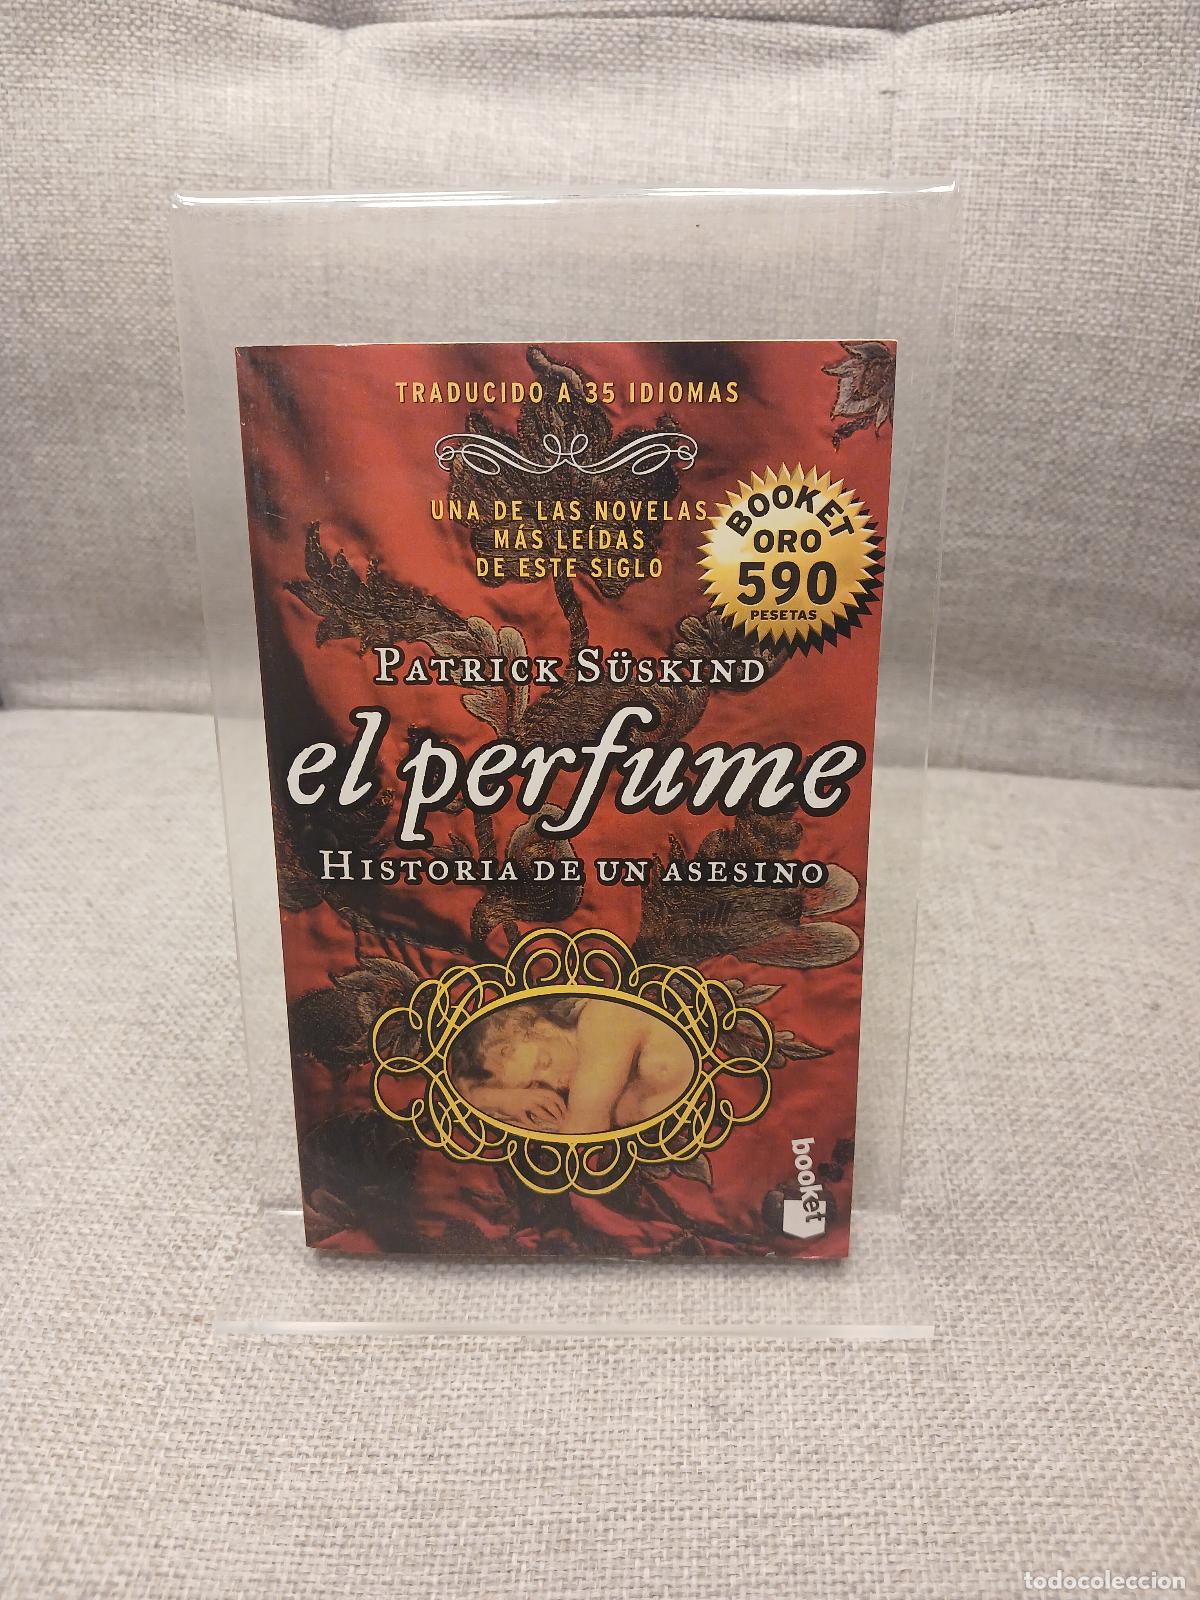 TRADUCIDO A 35 IDIOMAS
UNA DE LAS NOVELAS
MÁS LEÍDAS
DE ESTE SIGLO
BOOKET
ORO
590
PESETAS
PATRICK SÜSKIND
el perfume
HISTORIA DE UN ASESINO
booket
todocoleccion